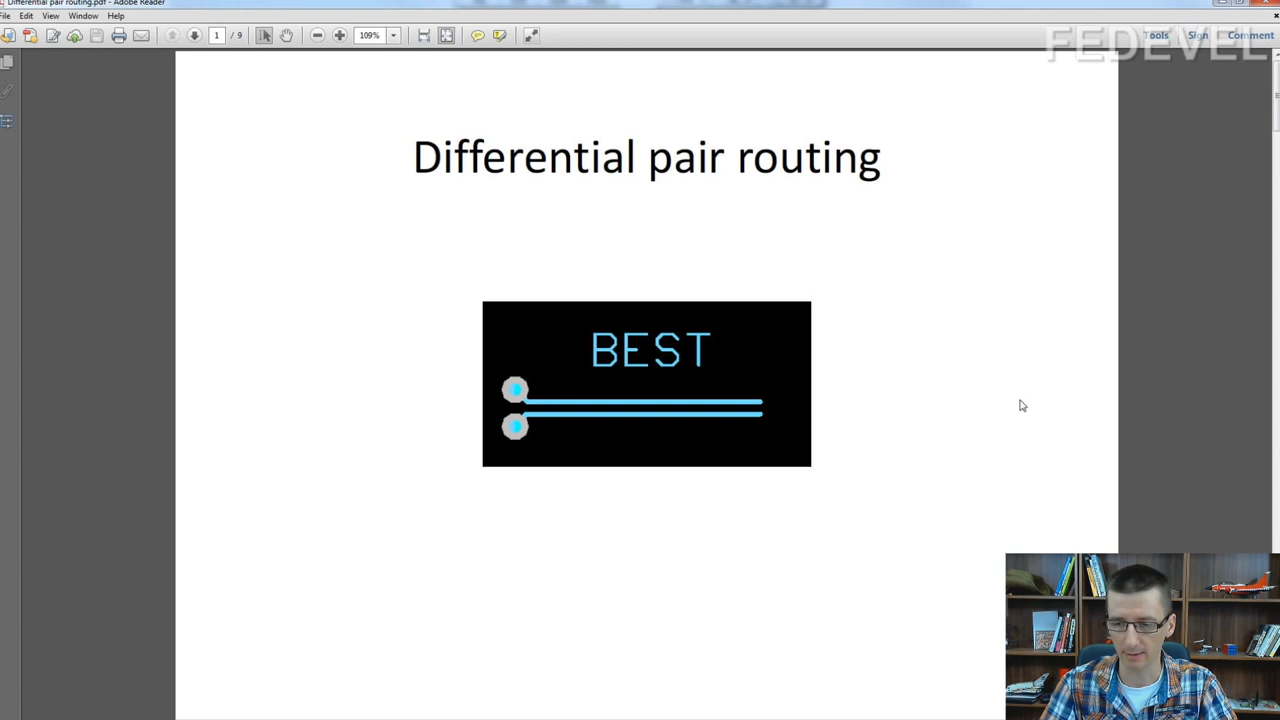 Differential pair routing.pdf - Adobe Reader
File Edit View Window Help
1 / 9 109% Tools Sign Comment
FEDEVEL
Differential pair routing
BEST